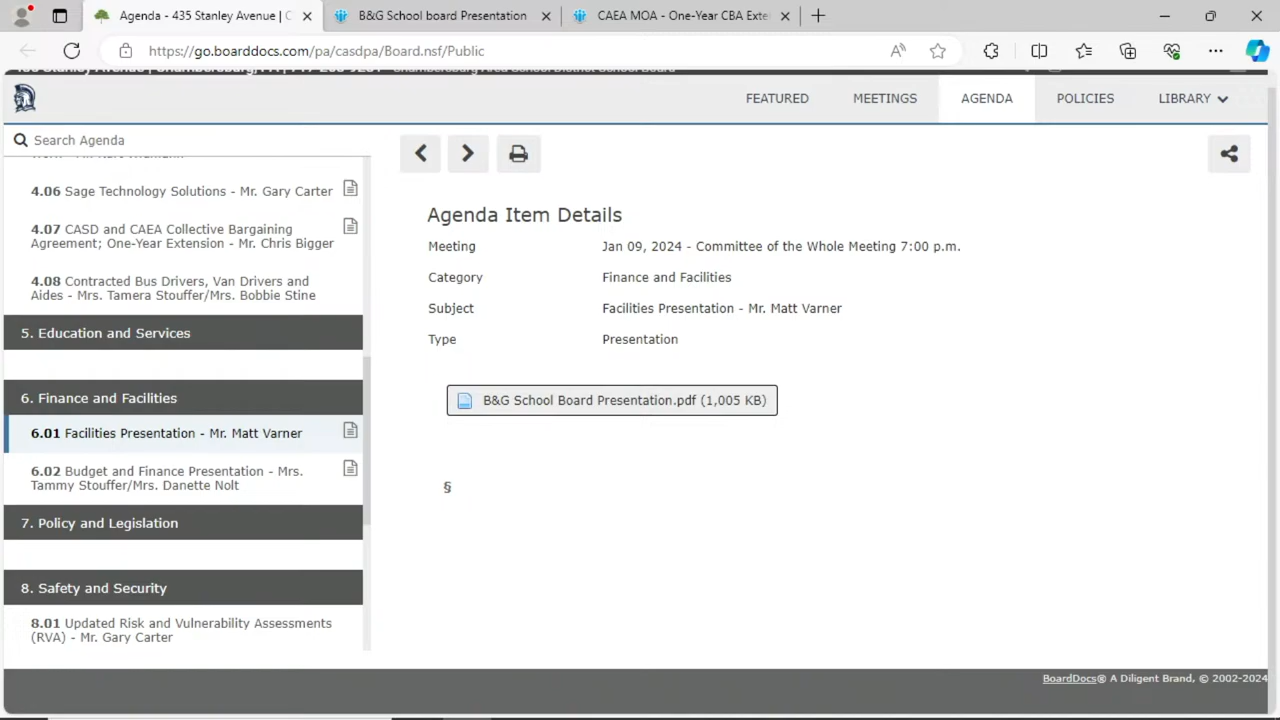 Agenda - 435 Stanley Avenue | C
B&G School board Presentation
CAEA MOA - One-Year CBA Exte
https://go.boarddocs.com/pa/casdpa/Board.nsf/Public
FEATURED
MEETINGS
AGENDA
POLICIES
LIBRARY
Search Agenda
4.06 Sage Technology Solutions - Mr. Gary Carter
4.07 CASD and CAEA Collective Bargaining
Agreement; One-Year Extension - Mr. Chris Bigger
4.08 Contracted Bus Drivers, Van Drivers and
Aides - Mrs. Tamera Stouffer/Mrs. Bobbie Stine
5. Education and Services
6. Finance and Facilities
6.01 Facilities Presentation - Mr. Matt Varner
6.02 Budget and Finance Presentation - Mrs.
Tammy Stouffer/Mrs. Danette Nolt
7. Policy and Legislation
8. Safety and Security
8.01 Updated Risk and Vulnerability Assessments
(RVA) - Mr. Gary Carter
Agenda Item Details
Meeting Jan 09, 2024 - Committee of the Whole Meeting 7:00 p.m.
Category Finance and Facilities
Subject Facilities Presentation - Mr. Matt Varner
Type Presentation
B&G School Board Presentation.pdf (1,005 KB)
§
BoardDocs® A Diligent Brand, © 2002-2024